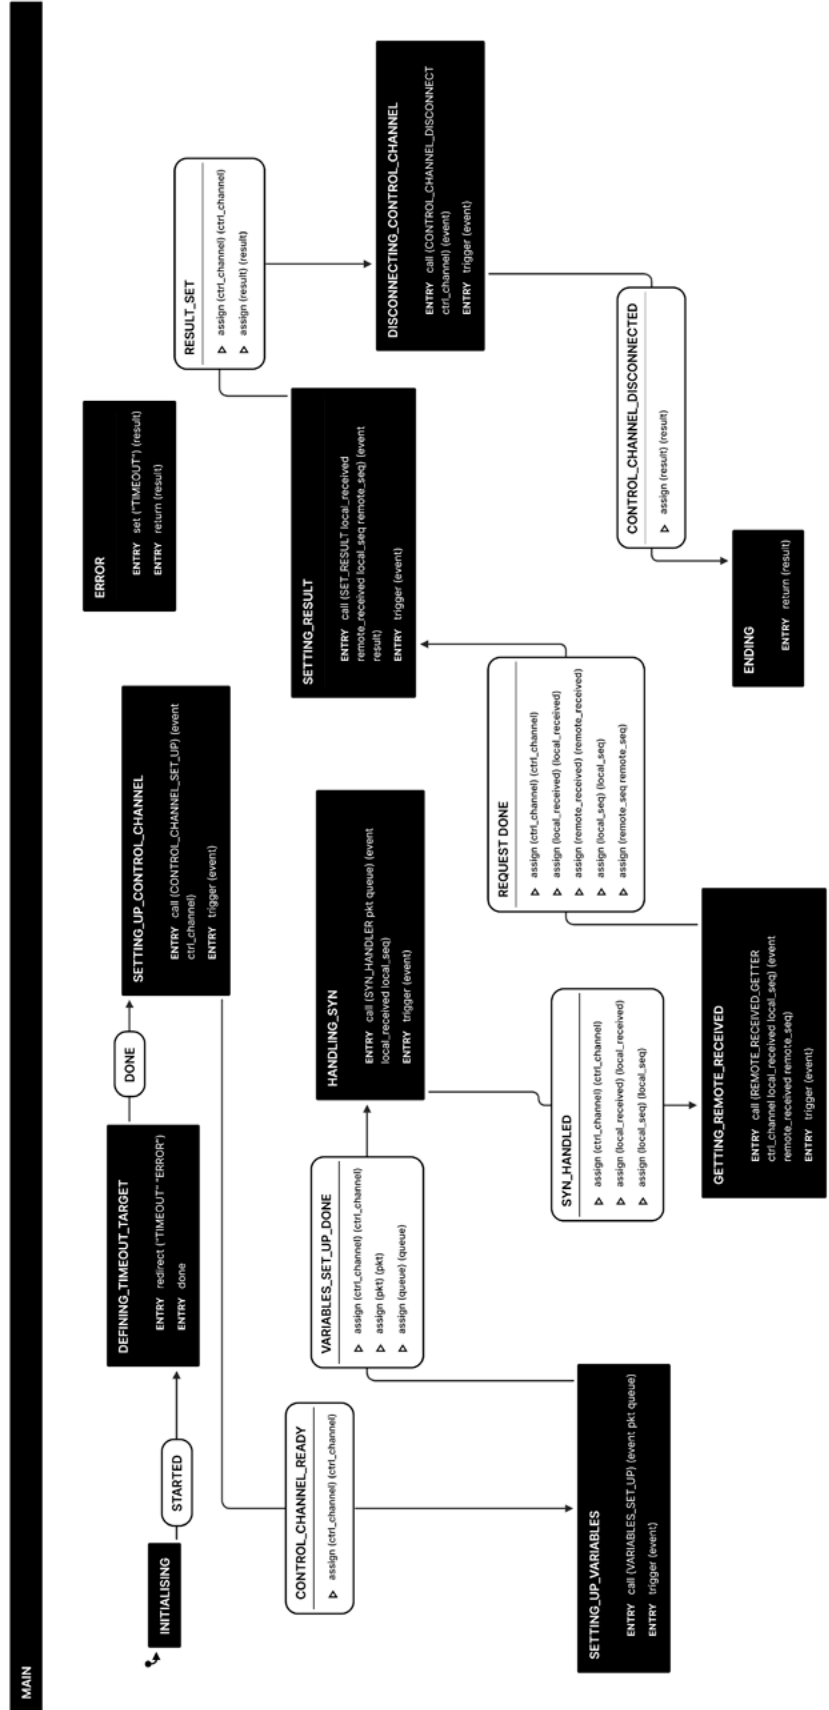 MAIN
INITIALISING
STARTED
DEFINING_TIMEOUT_TARGET
ENTRY redirect ("TIMEOUT" "ERROR")
ENTRY done
DONE
SETTING_UP_CONTROL_CHANNEL
ENTRY call (CONTROL_CHANNEL_SET_UP) (event
ctrl_channel)
ENTRY trigger (event)
CONTROL_CHANNEL_READY
assign (ctrl_channel) (ctrl_channel)
SETTING_UP_VARIABLES
ENTRY call (VARIABLES_SET_UP) (event pkt queue)
ENTRY trigger (event)
VARIABLES_SET_UP_DONE
assign (ctrl_channel) (ctrl_channel)
assign (pkt) (pkt)
assign (queue) (queue)
HANDLING_SYN
ENTRY call (SYN_HANDLER pkt queue) (event
local_received local_seq)
ENTRY trigger (event)
SYN_HANDLED
assign (ctrl_channel) (ctrl_channel)
assign (local_received) (local_received)
assign (local_seq) (local_seq)
GETTING_REMOTE_RECEIVED
ENTRY call (REMOTE_RECEIVED_GETTER
ctrl_channel local_received local_seq) (event
remote_received remote_seq)
ENTRY trigger (event)
REQUEST DONE
assign (ctrl_channel) (ctrl_channel)
assign (local_received) (local_received)
assign (remote_received) (remote_received)
assign (local_seq) (local_seq)
assign (remote_seq remote_seq)
SETTING_RESULT
ENTRY call (SET_RESULT local_received
remote_received local_seq remote_seq) (event
result)
ENTRY trigger (event)
ERROR
ENTRY set ("TIMEOUT") (result)
ENTRY return (result)
RESULT_SET
assign (ctrl_channel) (ctrl_channel)
assign (result) (result)
DISCONNECTING_CONTROL_CHANNEL
ENTRY call (CONTROL_CHANNEL_DISCONNECT
ctrl_channel) (event)
ENTRY trigger (event)
CONTROL_CHANNEL_DISCONNECTED
assign (result) (result)
ENDING
ENTRY return (result)